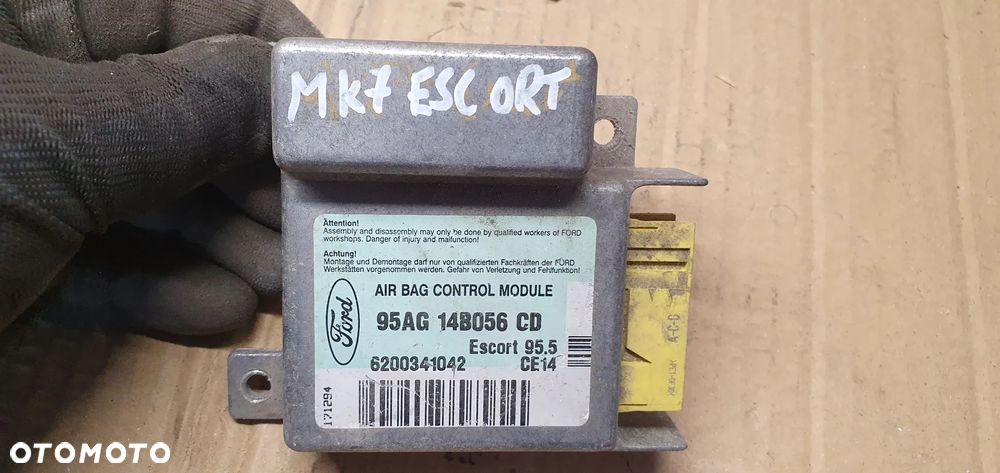 MK7 ESCORT
Attention!
Assembly and disassembly may only be done by qualified workers of FORD
workshops. Danger of injury and malfunction!
Achtung!
Montage und Demontage darf nur von qualifizierten Fachkräften der FORD
Werkstätten vorgenommen werden. Gefahr von Verletzung und Fehlfunktion!
Ford
AIR BAG CONTROL MODULE
95AG 14B056 CD
Escort 95.5
6200341042 CE14
171294
A-C-C
OTOMOTO